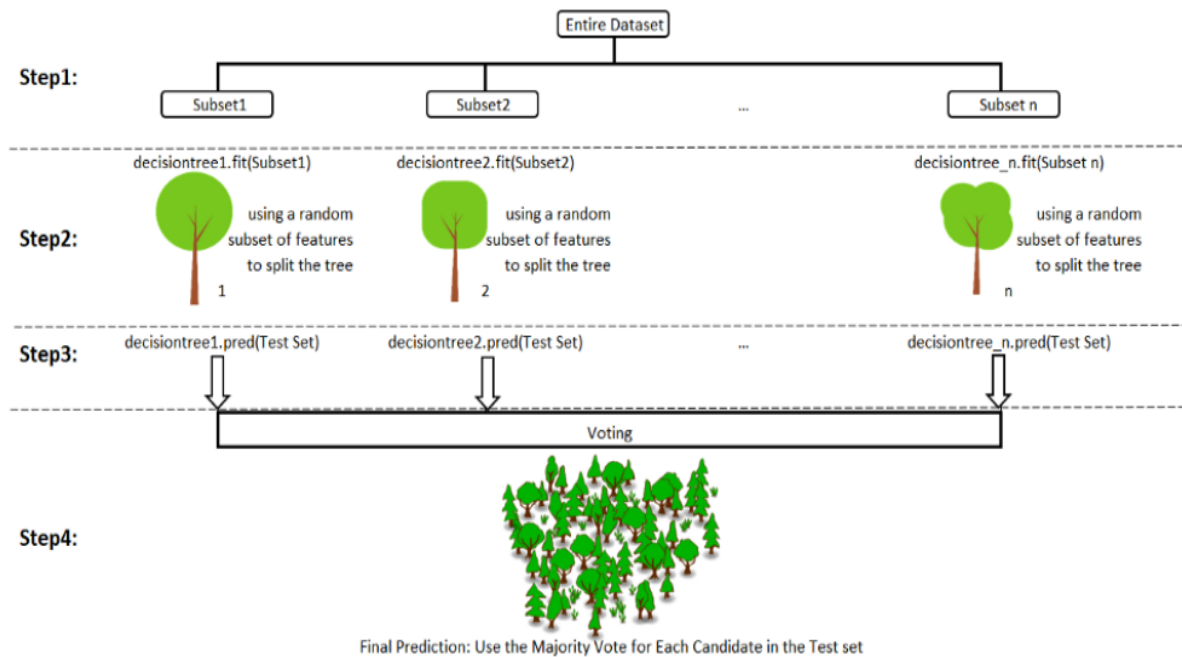 Entire Dataset
Step1:
Subset1
Subset2
...
Subset n
decisiontree1.fit(Subset1)
decisiontree2.fit(Subset2)
decisiontree_n.fit(Subset n)
Step2:
using a random
subset of features
to split the tree
1
using a random
subset of features
to split the tree
2
using a random
subset of features
to split the tree
n
Step3:
decisiontree1.pred(Test Set)
decisiontree2.pred(Test Set)
...
decisiontree_n.pred(Test Set)
Voting
Step4:
Final Prediction: Use the Majority Vote for Each Candidate in the Test set